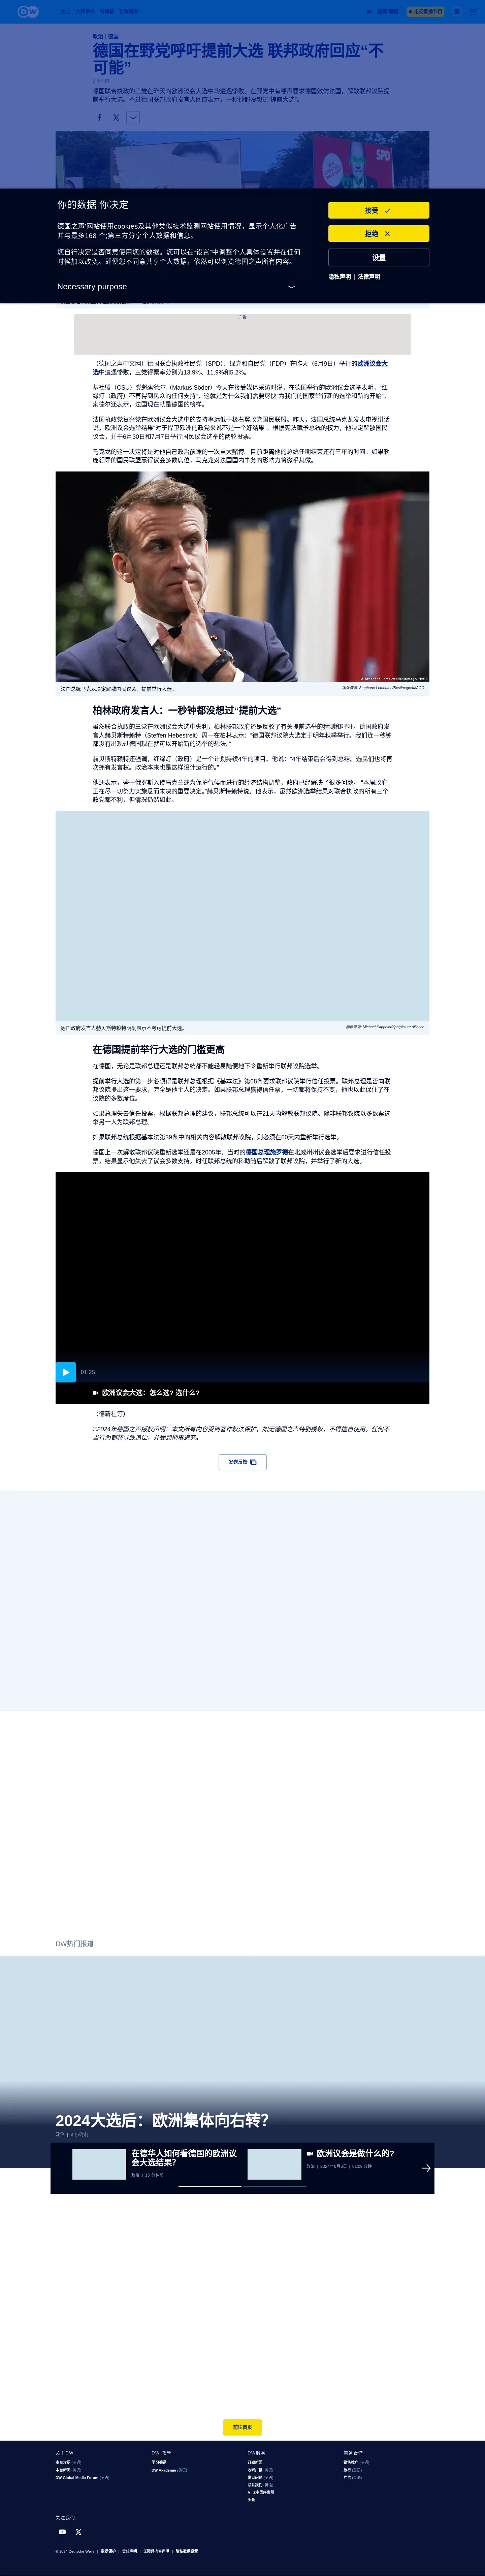 DW
政治 | 德国
德国在野党呼吁提前大选 联邦政府回应“不
可能”
德国联合执政的三党在昨天的欧洲议会大选中均遭遇惨败。在野党中有呼声要求德国效仿法国，解散联邦议院提
前举行大选。不过德国联邦政府发言人回应表示，一秒钟都没想过“提前大选”。
SPD
你的数据 你决定
德国之声网站使用cookies及其他类似技术监测网站使用情况，显示个人化广告
并与最多168 个,第三方分享个人数据和信息。
您自行决定是否同意使用您的数据。您可以在“设置”中调整个人具体设置并在任何
时候加以改变。即便您不同意共享个人数据，依然可以浏览德国之声所有内容。
Necessary purpose
接受
拒绝
设置
隐私声明 | 法律声明
广告
（德国之声中文网）德国联合执政社民党（SPD）、绿党和自民党（FDP）在昨天（6月9日）举行的欧洲议会大
选中遭遇惨败，三党得票率分别为13.9%、11.9%和5.2%。
基社盟（CSU）党魁索德尔（Markus Söder）今天在接受媒体采访时说，在德国举行的欧洲议会选举表明，“红
绿灯（政府）不再得到民众的任何支持”，这就是为什么我们需要尽快“为我们的国家举行新的选举和新的开始”。
索德尔还表示，法国现在就是德国的榜样。
法国执政党复兴党在欧洲议会大选中的支持率远低于极右翼政党国民联盟。昨天，法国总统马克龙发表电视讲话
说，欧洲议会选举结果“对于捍卫欧洲的政党来说不是一个好结果”。根据宪法赋予总统的权力，他决定解散国民
议会，并于6月30日和7月7日举行国民议会选举的两轮投票。
马克龙的这一决定将是对他自己政治前途的一次重大赌博。目前距离他的总统任期结束还有三年的时间。如果勒
庞领导的国民联盟赢得议会多数席位，马克龙对法国国内事务的影响力将微乎其微。
© Stephane Lemouton/Bestimage/IMAGO
法国总统马克龙决定解散国民议会，提前举行大选。
图像来源: Stephane Lemouton/Bestimage/IMAGO
柏林政府发言人：一秒钟都没想过“提前大选”
虽然联合执政的三党在欧洲议会大选中失利，柏林联邦政府还是反驳了有关提前选举的猜测和呼吁。德国政府发
言人赫贝斯特赖特（Steffen Hebestreit）周一在柏林表示：“德国联邦议院大选定于明年秋季举行。我们连一秒钟
都没有出现过德国现在就可以开始新的选举的想法。”
赫贝斯特赖特还强调，红绿灯（政府）是一个计划持续4年的项目。他说：“4年结束后会得到总结。选民们也将再
次拥有发言权。政治本来也是这样设计运行的。”
他还表示，鉴于俄罗斯入侵乌克兰或为保护气候而进行的经济结构调整，政府已经解决了很多问题。 “本届政府
正在尽一切努力实施悬而未决的重要决定，”赫贝斯特赖特说。他表示，虽然欧洲选举结果对联合执政的所有三个
政党都不利，但情况仍然如此。
德国政府发言人赫贝斯特赖特明确表示不考虑提前大选。
图像来源: Michael Kappeler/dpa/picture alliance
在德国提前举行大选的门槛更高
在德国，无论是联邦总理还是联邦总统都不能轻易随便地下令重新举行联邦议院选举。
提前举行大选的第一步必须得是联邦总理根据《基本法》第68条要求联邦议院举行信任投票。联邦总理是否向联
邦议院提出这一要求，完全是他个人的决定。如果联邦总理赢得信任，一切都将保持不变，他也以此保住了在议
院的多数席位。
如果总理失去信任投票，根据联邦总理的建议，联邦总统可以在21天内解散联邦议院。除非联邦议院以多数票选
举另一人为联邦总理。
如果联邦总统根据基本法第39条中的相关内容解散联邦议院，则必须在60天内重新举行选举。
德国上一次解散联邦议院重新选举还是在2005年。当时的德国总理施罗德在北威州州议会选举后要求进行信任投
票，结果显示他失去了议会多数支持。时任联邦总统的科勒随后解散了联邦议院，并举行了新的大选。
01:25
欧洲议会大选：怎么选? 选什么?
（德新社等）
©2024年德国之声版权声明：本文所有内容受到著作权法保护，如无德国之声特别授权，不得擅自使用。任何不
当行为都将导致追偿，并受到刑事追究。
发送反馈
DW热门报道
2024大选后：欧洲集体向右转？
政治 | 3 小时前
在德华人如何看德国的欧洲议
会大选结果？
政治 | 15 分钟前
欧洲议会是做什么的?
政治 | 2024年6月6日 | 01:09 分钟
前往首页
关于DW
DW 教学
DW服务
商务合作
DW Global Media Forum (英语)
学习德语
DW Akademie (英语)
订阅新闻
A - Z字母序索引
头条
关注我们
© 2024 Deutsche Welle | 数据保护 | 责任声明 | 无障碍内容声明 | 隐私数据设置